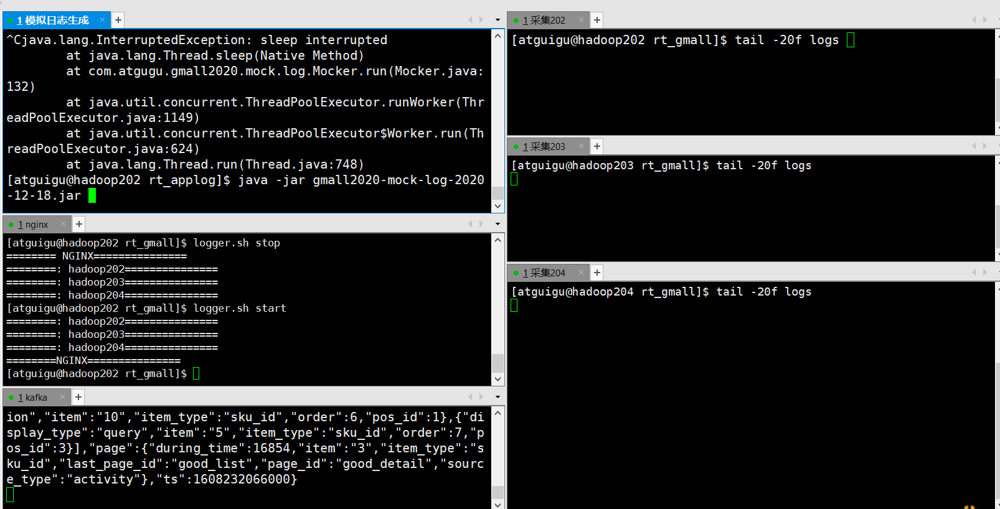 1 模拟日志生成
^Cjava.lang.InterruptedException: sleep interrupted
at java.lang.Thread.sleep(Native Method)
at com.atgugu.gmall2020.mock.log.Mocker.run(Mocker.java:
132)
at java.util.concurrent.ThreadPoolExecutor.runWorker(Thr
eadPoolExecutor.java:1149)
at java.util.concurrent.ThreadPoolExecutor$Worker.run(Th
readPoolExecutor.java:624)
at java.lang.Thread.run(Thread.java:748)
[atguigu@hadoop202 rt_applog]$ java -jar gmall2020-mock-log-2020
-12-18.jar
1 nginx
[atguigu@hadoop202 rt_gmall]$ logger.sh stop
======== NGINX===============
========: hadoop202===============
========: hadoop203===============
========: hadoop204===============
[atguigu@hadoop202 rt_gmall]$ logger.sh start
========: hadoop202===============
========: hadoop203===============
========: hadoop204===============
========NGINX===============
[atguigu@hadoop202 rt_gmall]$
1 kafka
ion","item":"10","item_type":"sku_id","order":6,"pos_id":1},{"di
splay_type":"query","item":"5","item_type":"sku_id","order":7,"p
os_id":3}],"page":{"during_time":16854,"item":"3","item_type":"s
ku_id","last_page_id":"good_list","page_id":"good_detail","sourc
e_type":"activity"},"ts":1608232066000}
1 采集202
[atguigu@hadoop202 rt_gmall]$ tail -20f logs
1 采集203
[atguigu@hadoop203 rt_gmall]$ tail -20f logs
1 采集204
[atguigu@hadoop204 rt_gmall]$ tail -20f logs